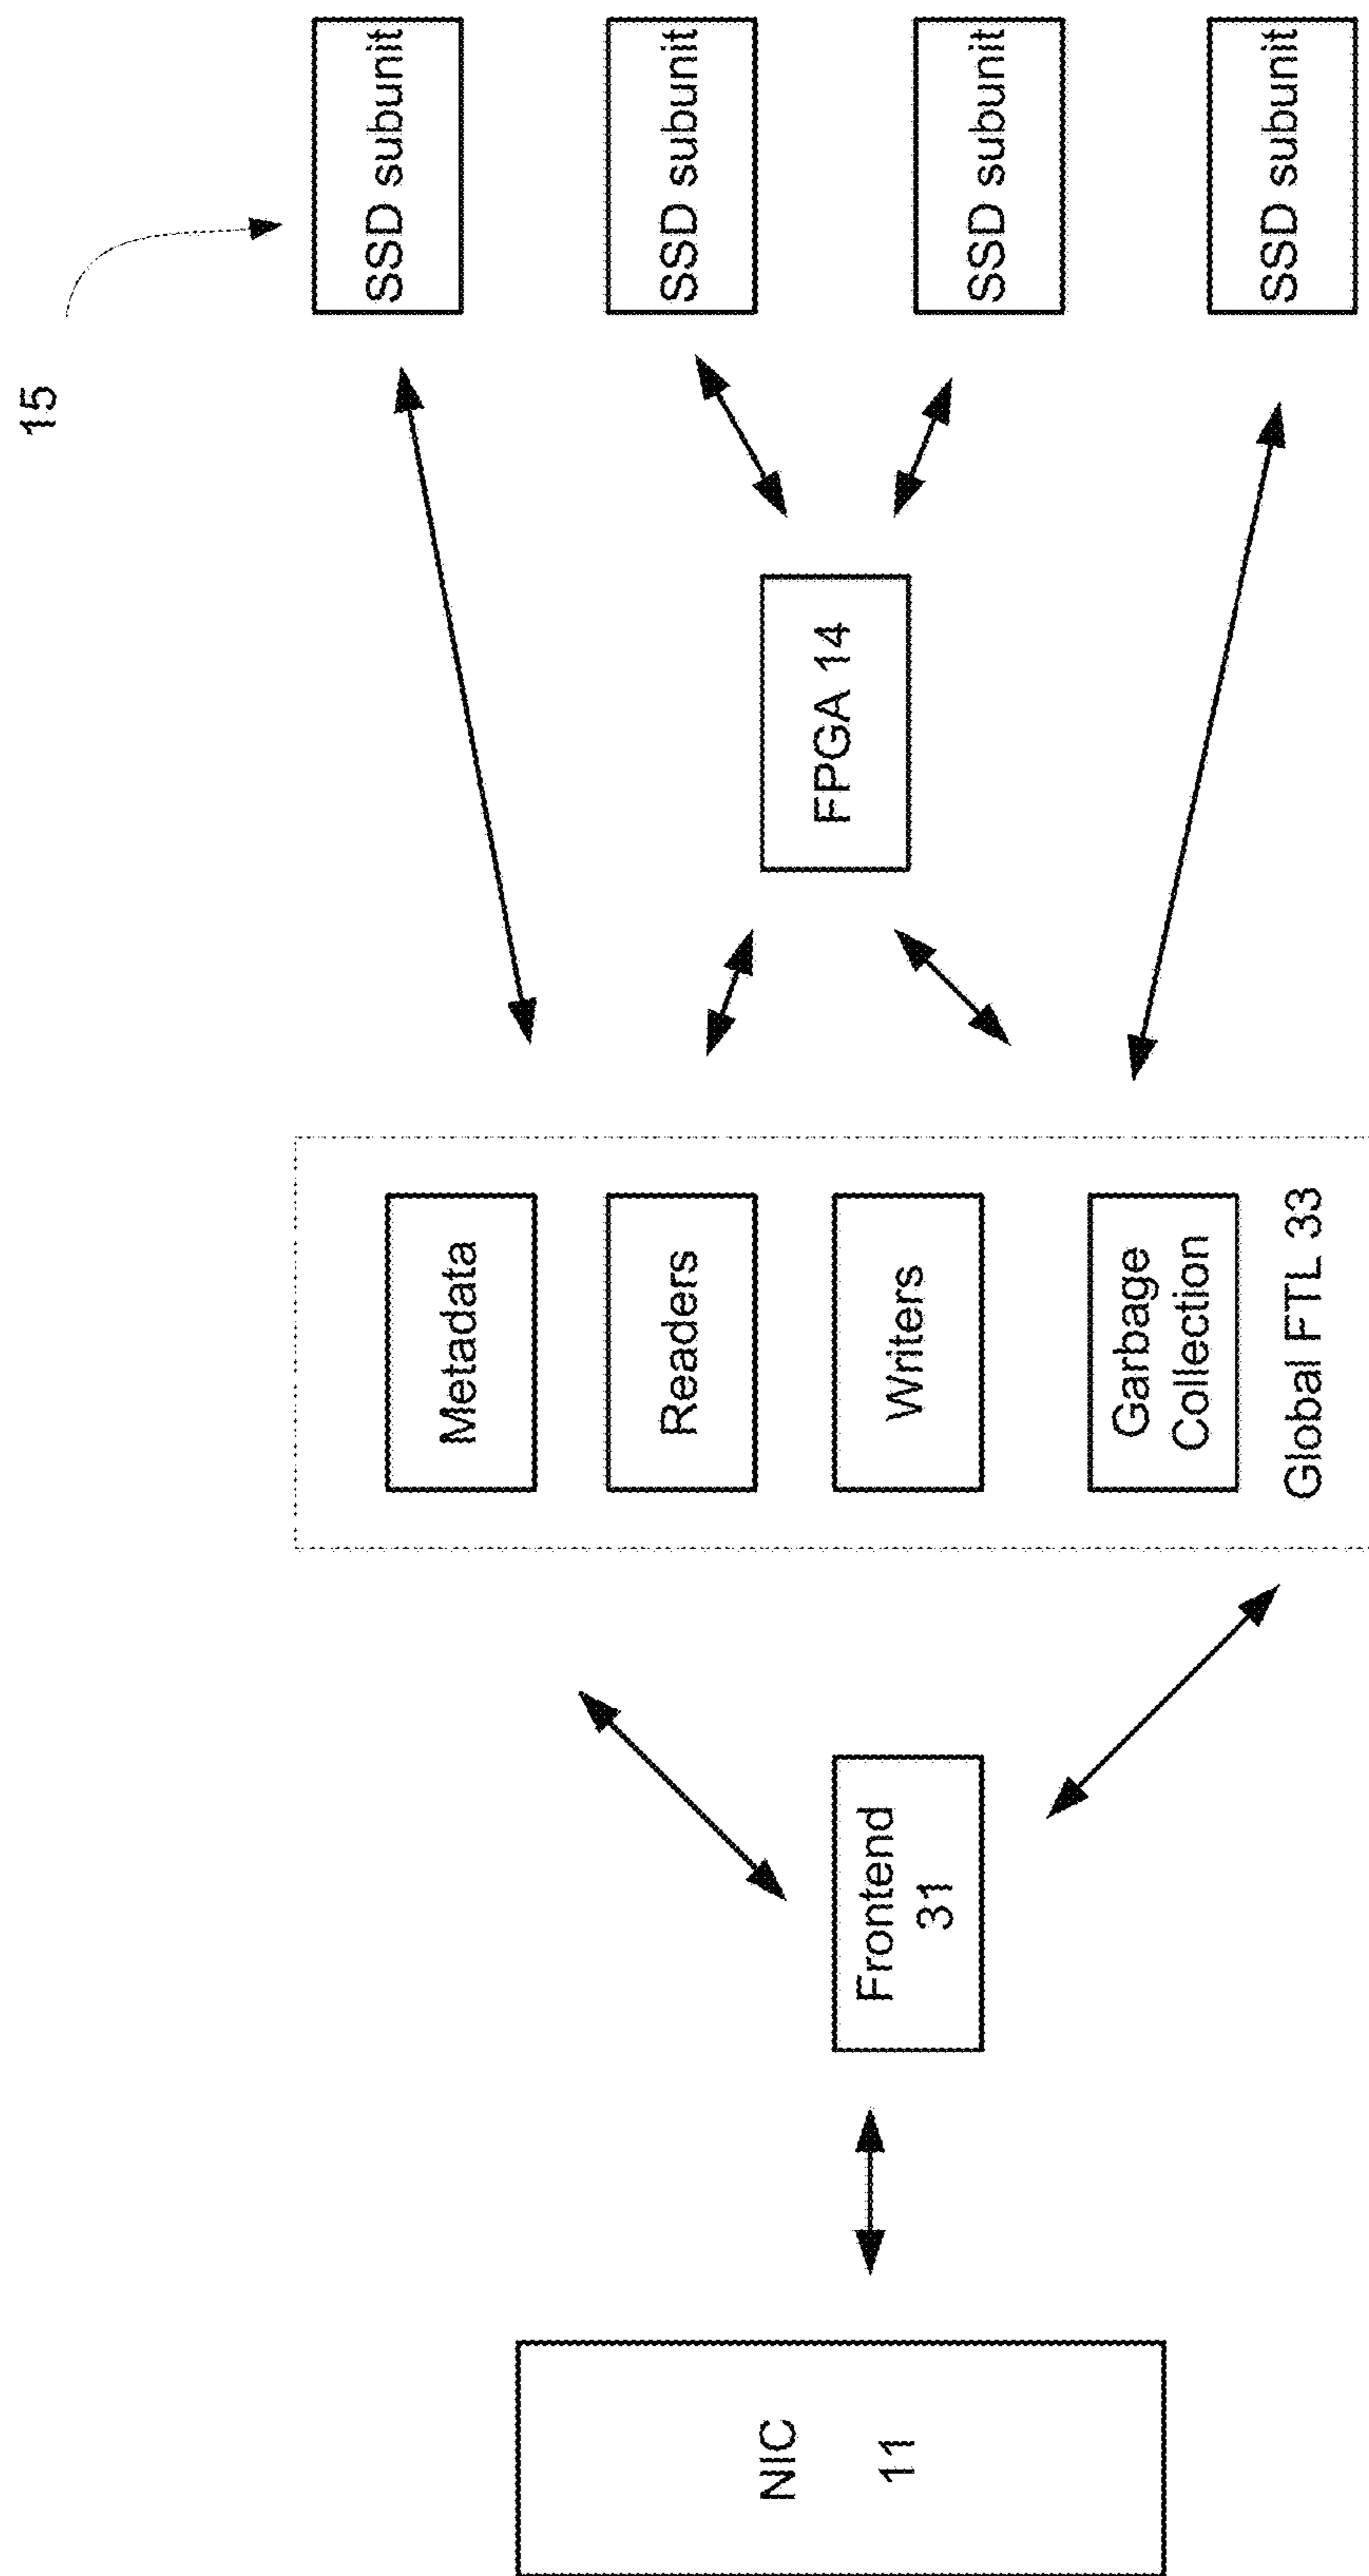 15
SSD subunit
SSD subunit
SSD subunit
SSD subunit
FPGA 14
Metadata
Readers
Writers
Garbage
Collection
Global FTL 33
Frontend
31
NIC
11